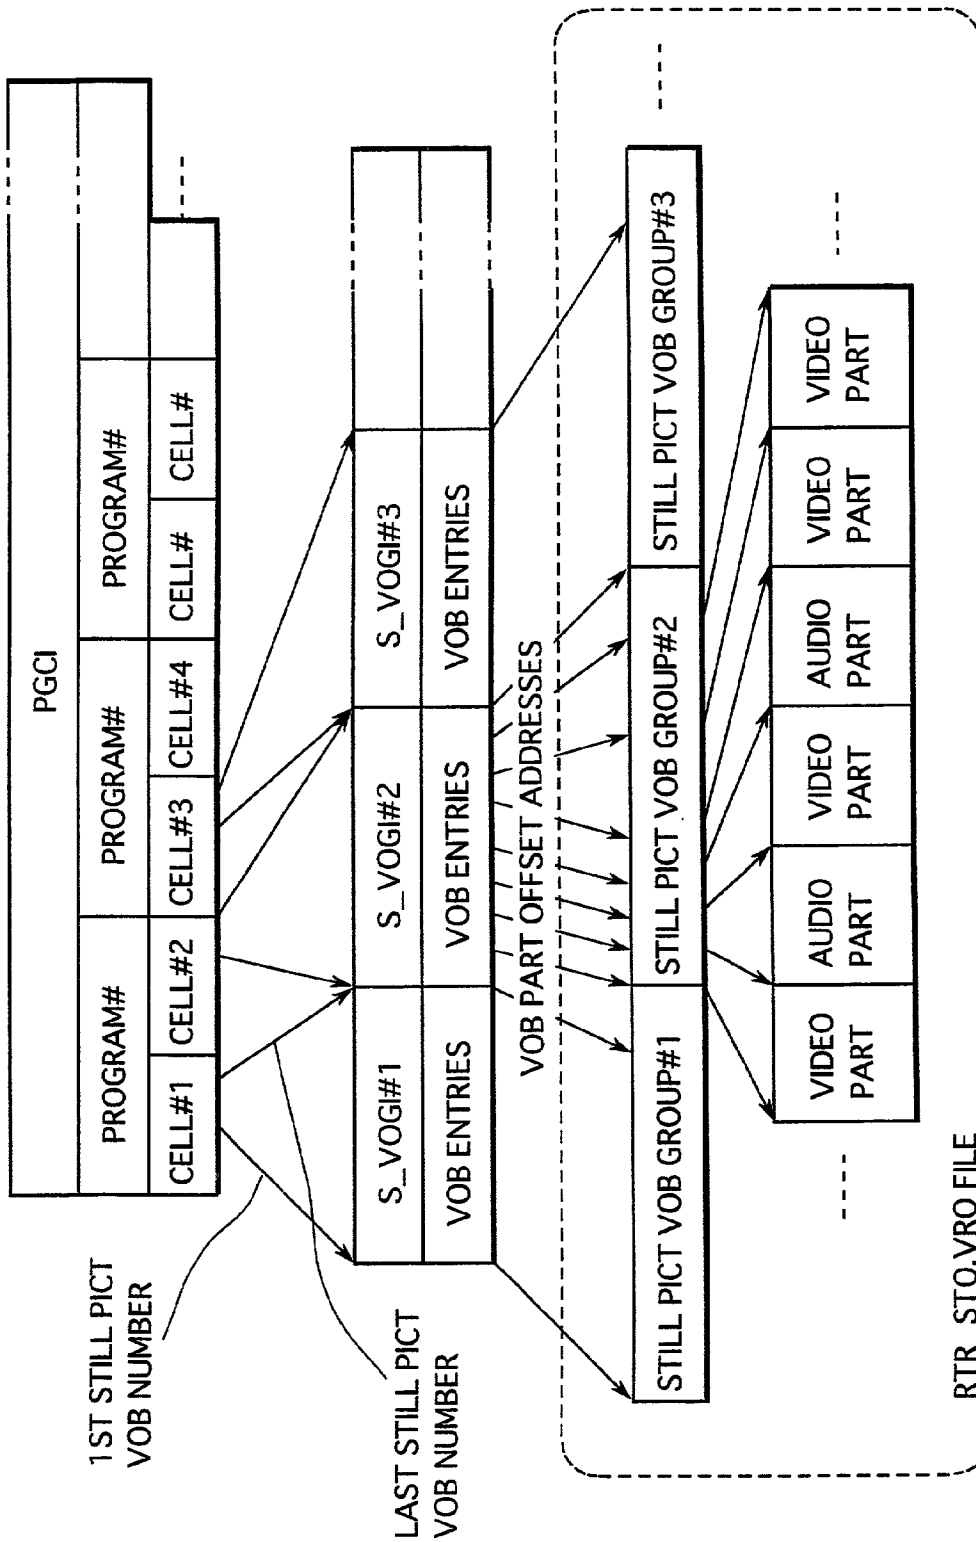 PGCI
PROGRAM#
PROGRAM#
PROGRAM#
CELL#1
CELL#2
CELL#3
CELL#4
CELL#
CELL#
1ST STILL PICT
VOB NUMBER
LAST STILL PICT
VOB NUMBER
S_VOGI#1
S_VOGI#2
S_VOGI#3
VOB ENTRIES
VOB ENTRIES
VOB ENTRIES
VOB PART OFFSET ADDRESSES
STILL PICT VOB GROUP#1
STILL PICT VOB GROUP#2
STILL PICT VOB GROUP#3
VIDEO
PART
AUDIO
PART
VIDEO
PART
AUDIO
PART
VIDEO
PART
VIDEO
PART
RTR_STO.VRO FILE